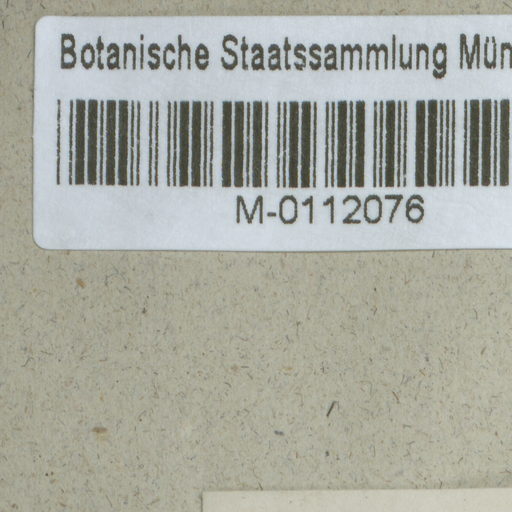 Botanische Staatssammlung Mün
M-0112076